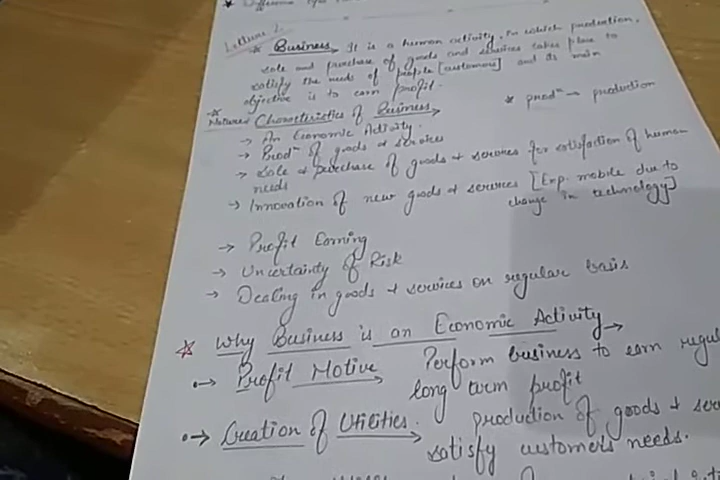 * Difference
Lecture 2.
* Business - It is a human activity, in which production,
sale and purchase of goods and services takes place to
satisfy the needs of people [customers] and its main
objective is to earn profit.
* Nature & Characteristics of Business → * prodⁿ → production
→ An Economic Activity.
→ Prodⁿ of goods & services
→ Sale & purchase of goods & services for satisfaction of human
needs
→ Innovation of new goods & services [Exp. mobile due to
change in technology]
→ Profit Earning
→ Uncertainty of Risk
→ Dealing in goods & services on regular basis
☆ Why Business is an Economic Activity →
•→ Profit Motive → Perform business to earn regul
long term profit
•→ Creation of Utilities. → production of goods & ser
satisfy customers needs.